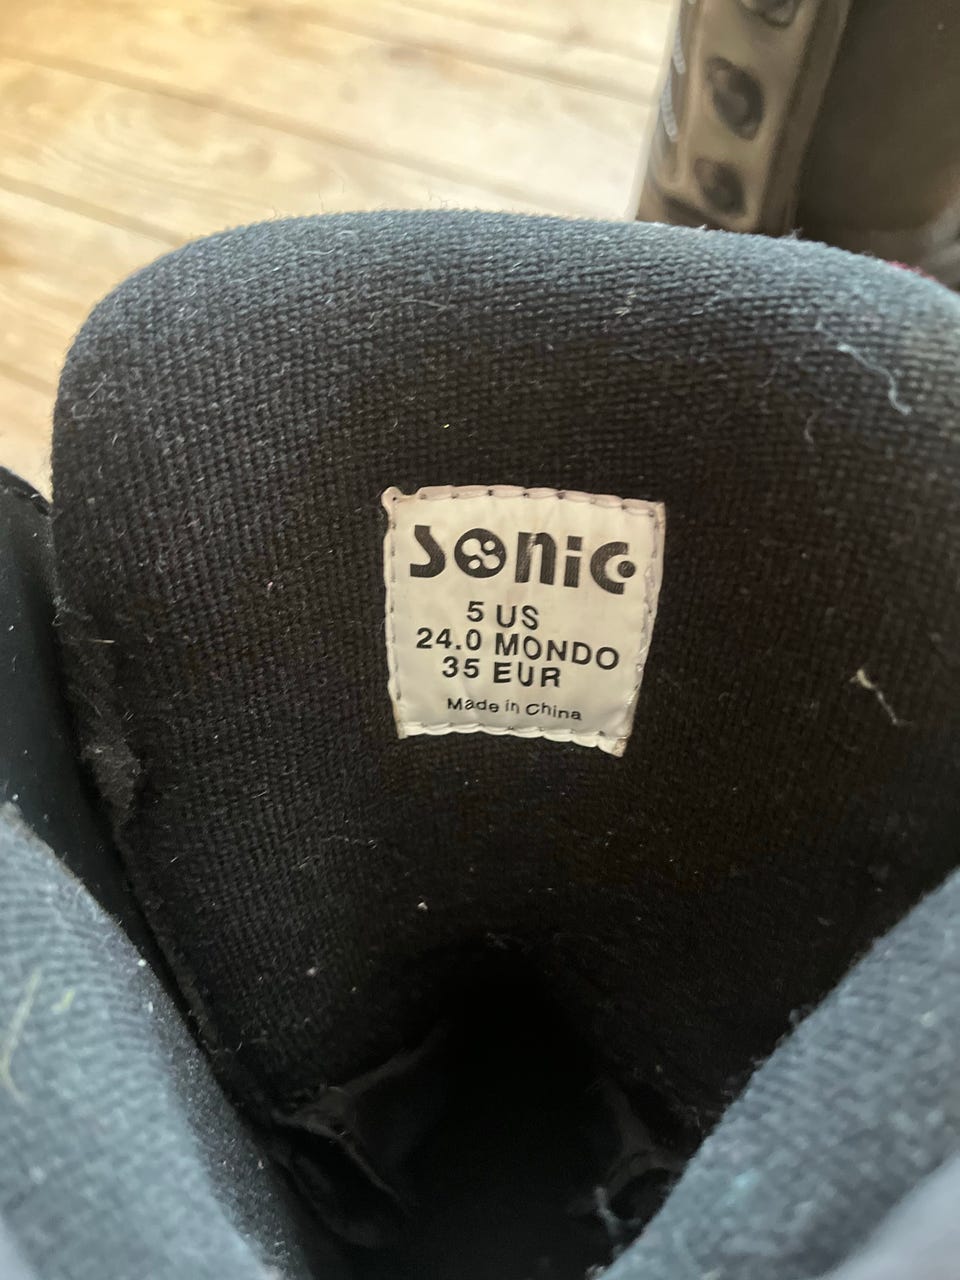 SONIC
5 US
24.0 MONDO
35 EUR
Made in China